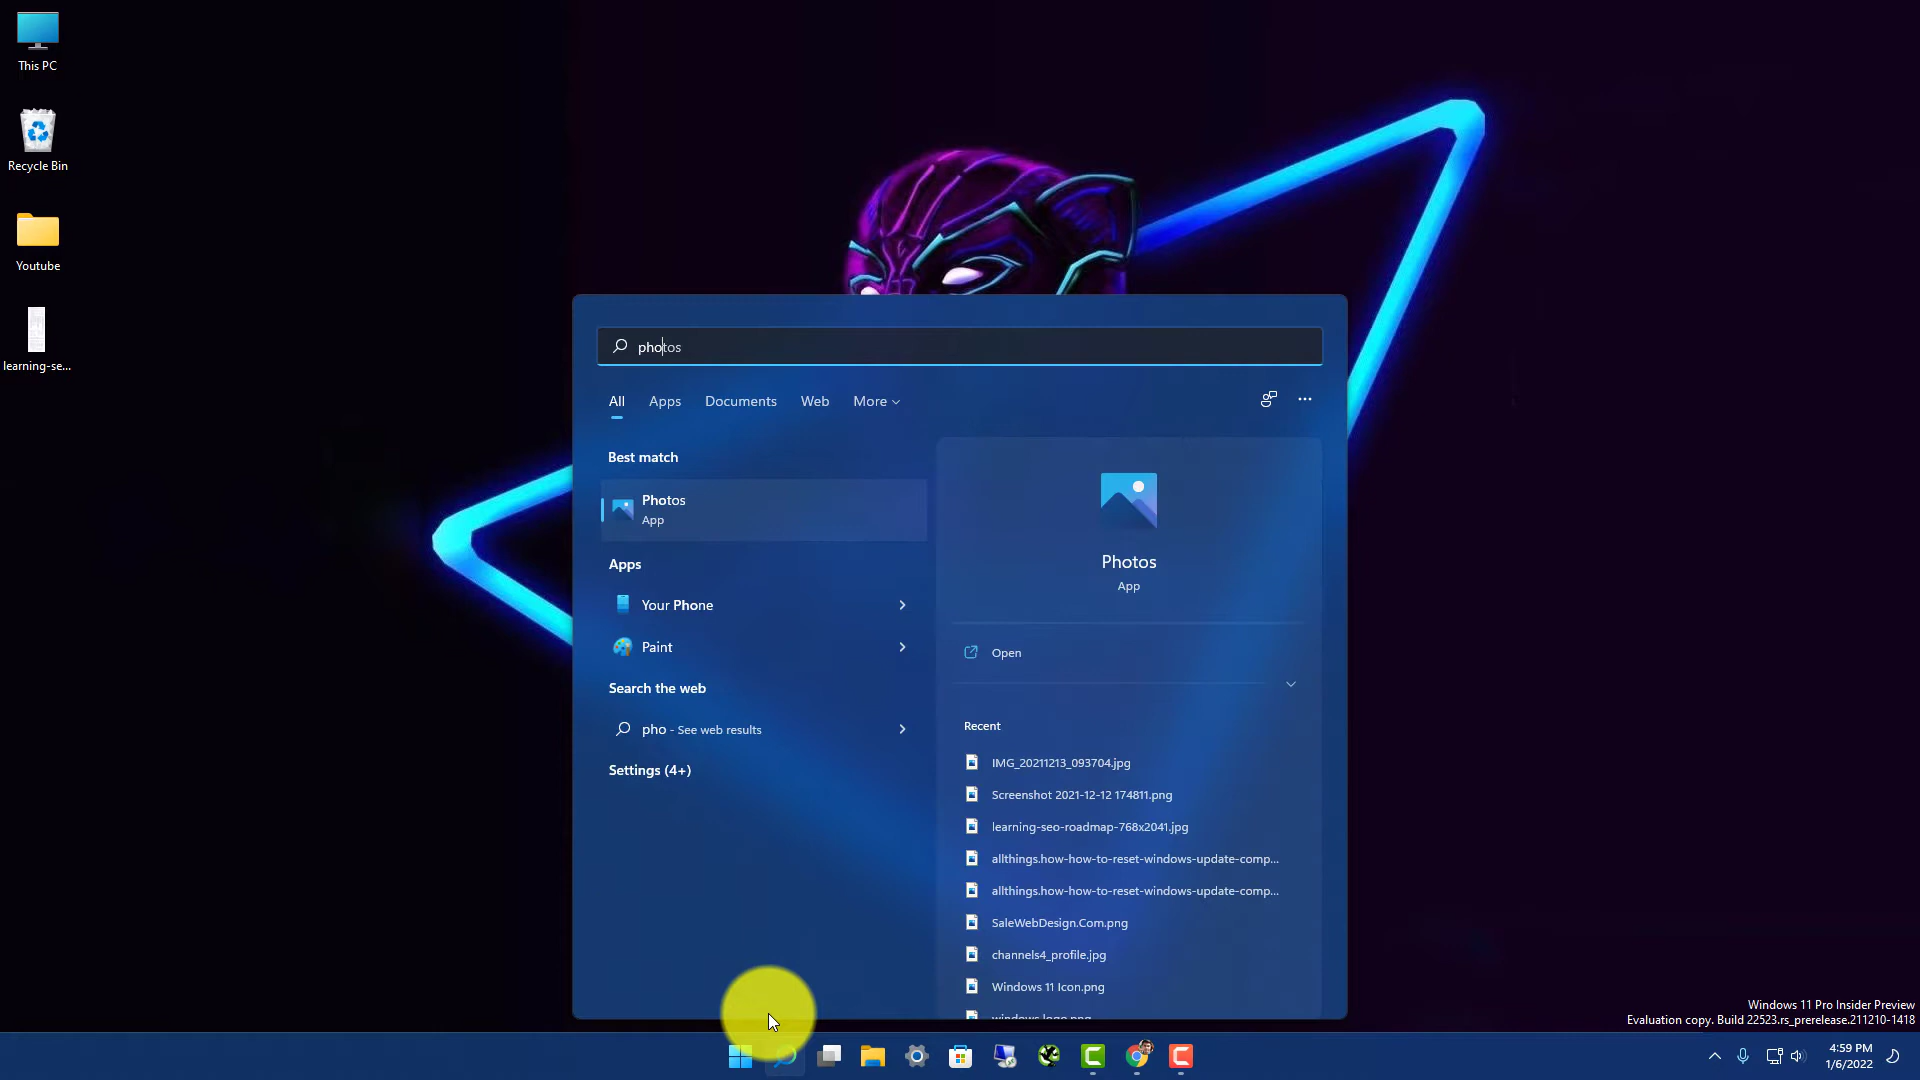 This PC
Recycle Bin
Youtube
learning-se...
photos
All Apps Documents Web More
Best match
Photos
App
Apps
Your Phone
Paint
Search the web
pho - See web results
Settings (4+)
Photos
App
Open
Recent
IMG_20211213_093704.jpg
Screenshot 2021-12-12 174811.png
learning-seo-roadmap-768x2041.jpg
allthings.how-how-to-reset-windows-update-comp...
allthings.how-how-to-reset-windows-update-comp...
SaleWebDesign.Com.png
channels4_profile.jpg
Windows 11 Icon.png
windows logo.png
Windows 11 Pro Insider Preview
Evaluation copy. Build 22523.rs_prerelease.211210-1418
4:59 PM
1/6/2022